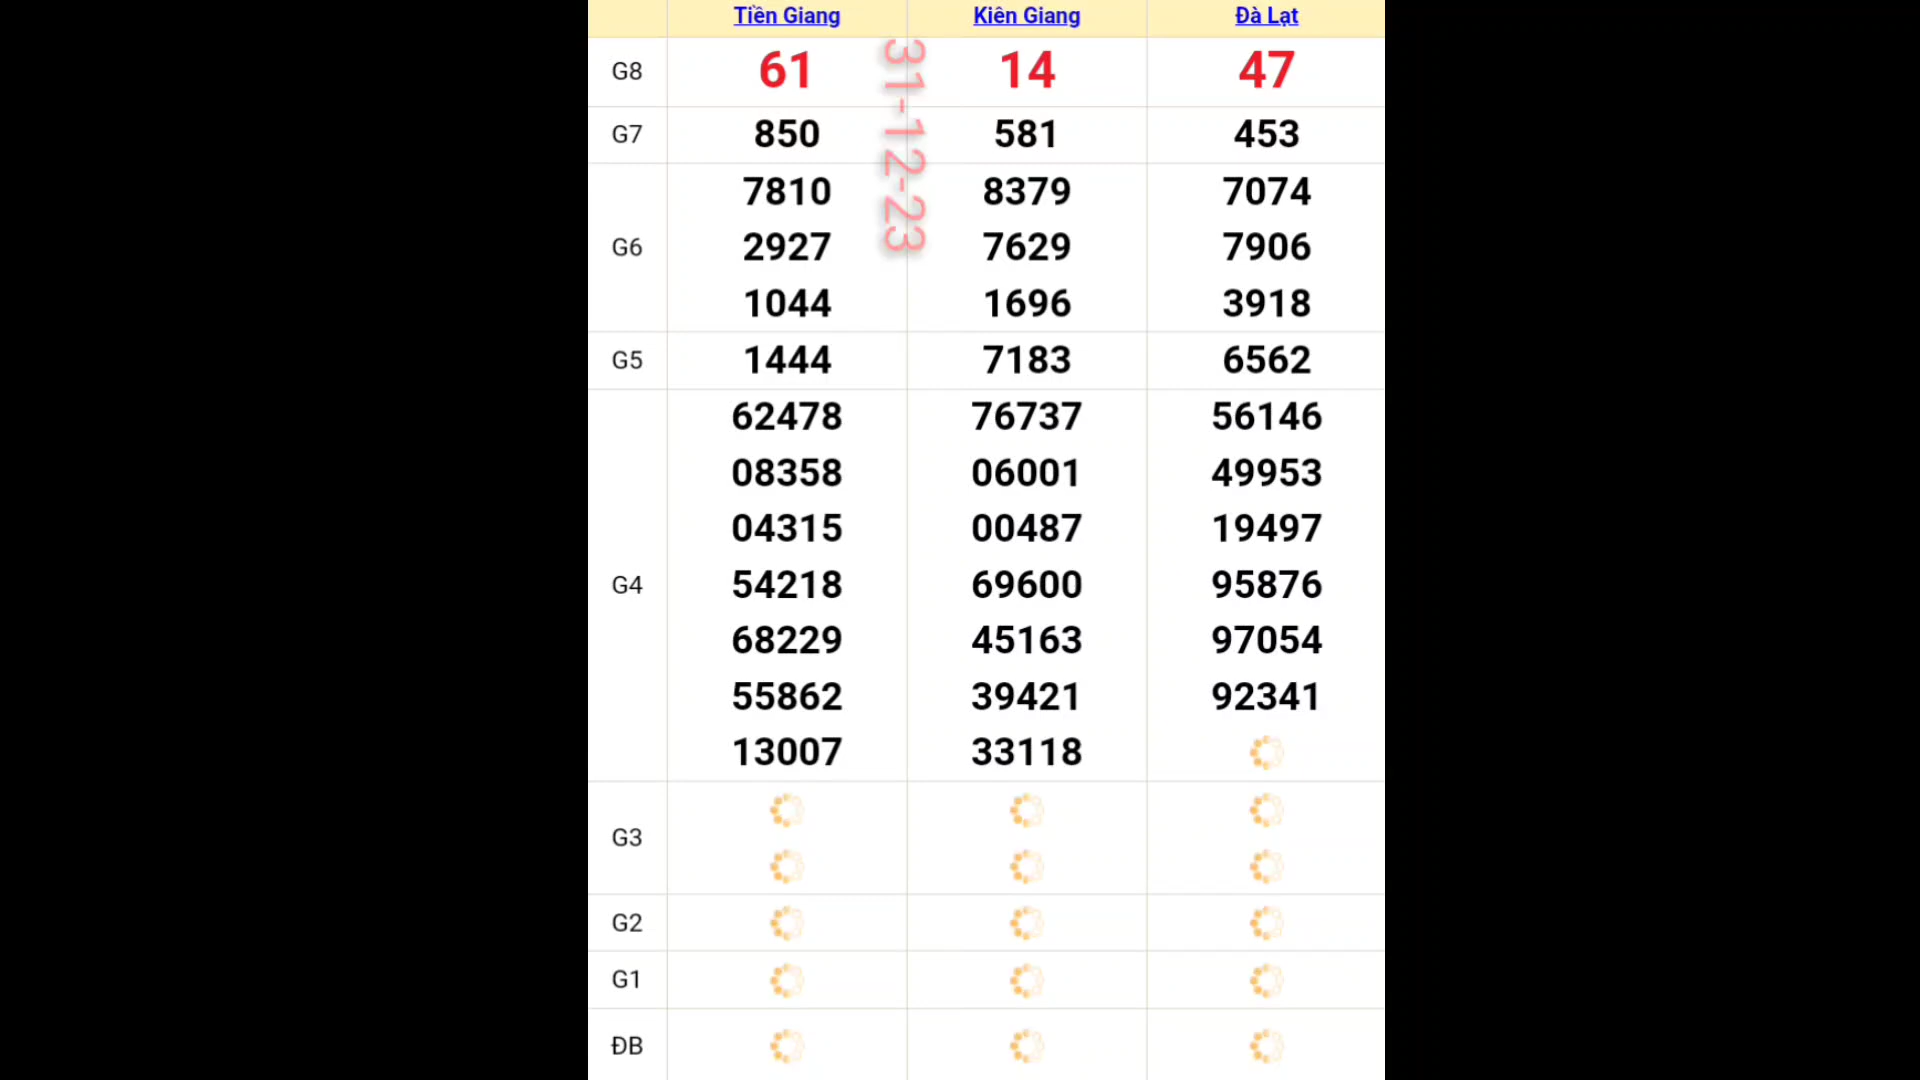 Tiền Giang Kiên Giang Đà Lạt
G8 61 14 47
G7 850 581 453
7810 8379 7074
G6 2927 7629 7906
1044 1696 3918
G5 1444 7183 6562
62478 76737 56146
08358 06001 49953
04315 00487 19497
G4 54218 69600 95876
68229 45163 97054
55862 39421 92341
13007 33118
G3
G2
G1
ĐB
31-12-23